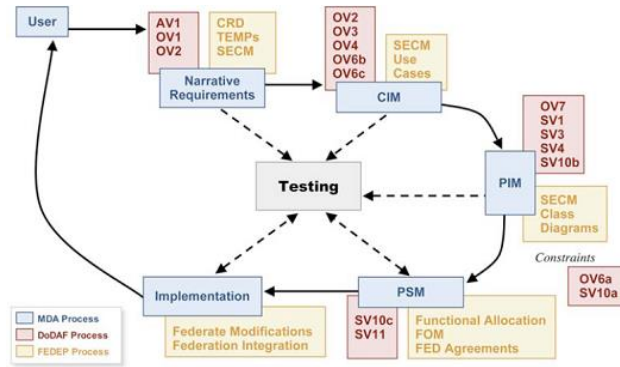 User
AV1
OV1
OV2
CRD
TEMPs
SECM
Narrative
Requirements
OV2
OV3
OV4
OV6b
OV6c
SECM
Use
Cases
CIM
OV7
SV1
SV3
SV4
SV10b
PIM
SECM
Class
Diagrams
Testing
Constraints
OV6a
SV10a
Implementation
Federate Modifications
Federation Integration
PSM
SV10c
SV11
Functional Allocation
FOM
FED Agreements
MDA Process
DoDAF Process
FEDEP Process